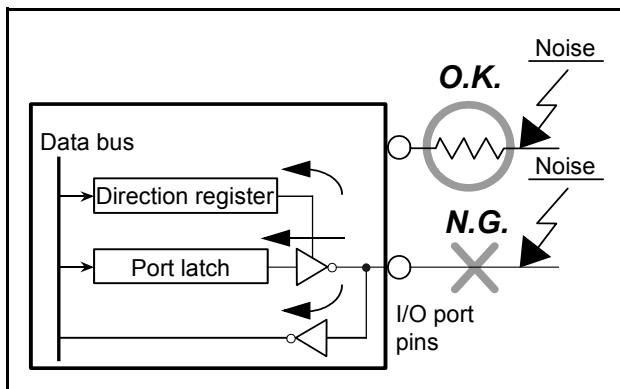 Noise
O.K.
Data bus
Noise
Direction register
N.G.
Port latch
I/O port
pins